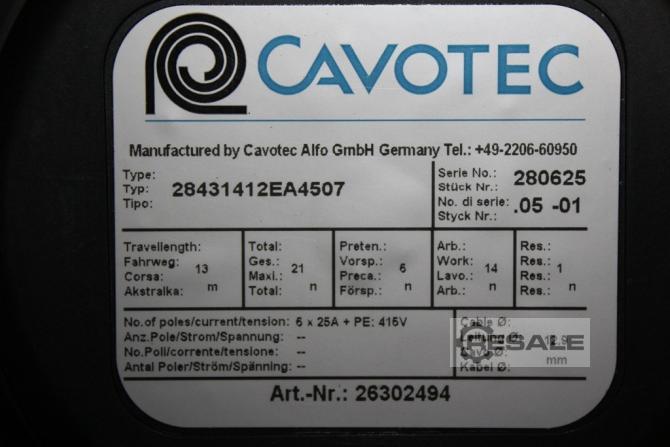 CAVOTEC
Manufactured by Cavotec Alfo GmbH Germany Tel.: +49-2206-60950
Type:
Typ: 28431412EA4507
Tipo:
Serie No.: 280625
Stück Nr.:
No. di serie: .05 -01
Styck Nr.:
Travellength:
Fahrweg: 13
Corsa: m
Akstralka:
Total:
Ges.: 21
Maxi.: n
Total:
Preten.:
Vorsp.: 6
Preca.: n
Försp.:
Arb.:
Work: 14
Lavo.: n
Arb.:
Res.:
Res.: 1
Res.: n
Res.:
No.of poles/current/tension: 6 x 25A + PE; 415V
Anz.Pole/Strom/Spannung: --
No.Poli/corrente/tensione: --
Antal Poler/Ström/Spänning: --
Cable Ø:
Leitung Ø:
mm
Kabel Ø:
RESALE
Art.-Nr.: 26302494